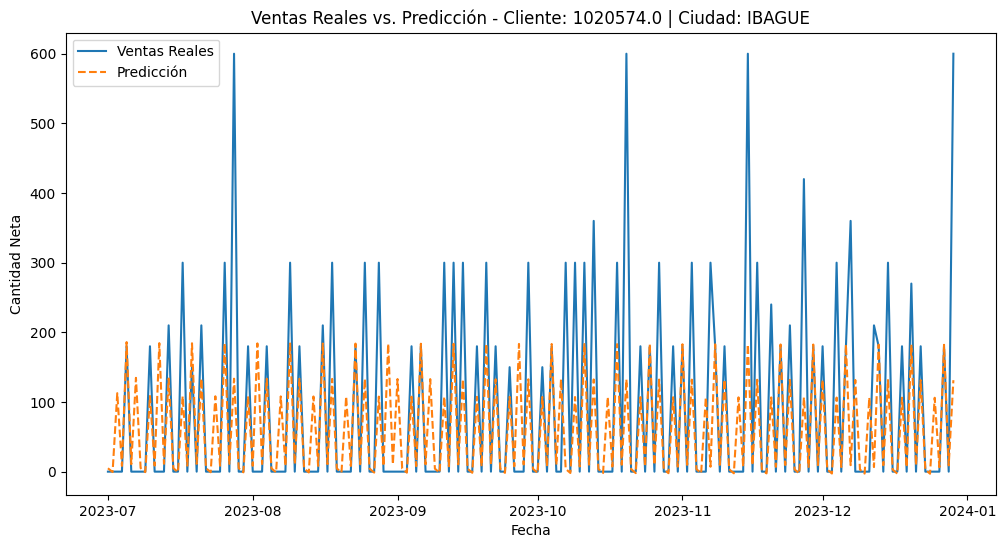 Ventas Reales vs. Predicción - Cliente: 1020574.0 | Ciudad: IBAGUE
Ventas Reales
Predicción
600
500
400
300
200
100
0
Cantidad Neta
2023-07
2023-08
2023-09
2023-10
2023-11
2023-12
2024-01
Fecha